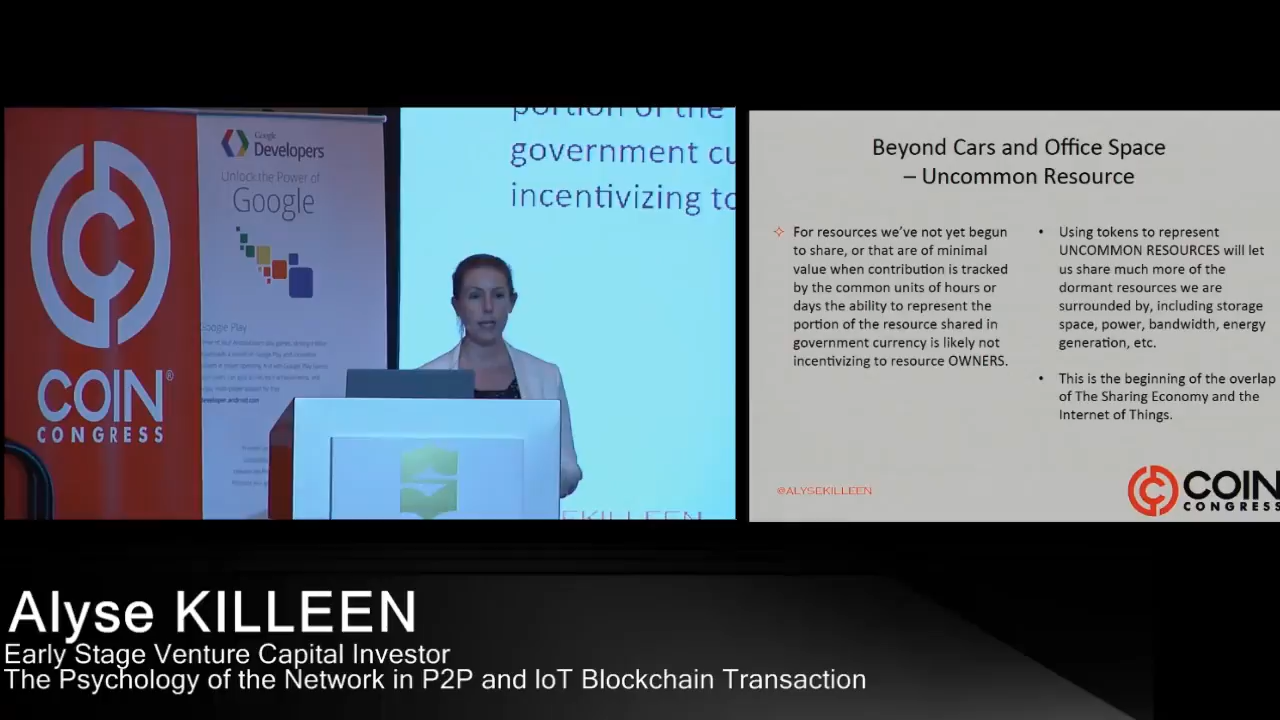 COIN
®
CONGRESS
Google
Developers
Unlock the Power of
Google
Google Play
developer.android.com
portion of the
government cu
incentivizing to
EKILLEEN
Beyond Cars and Office Space
– Uncommon Resource
For resources we've not yet begun
to share, or that are of minimal
value when contribution is tracked
by the common units of hours or
days the ability to represent the
portion of the resource shared in
government currency is likely not
incentivizing to resource OWNERS.
• Using tokens to represent
UNCOMMON RESOURCES will let
us share much more of the
dormant resources we are
surrounded by, including storage
space, power, bandwidth, energy
generation, etc.
• This is the beginning of the overlap
of The Sharing Economy and the
Internet of Things.
@ALYSEKILLEEN
COIN
CONGRESS
Alyse KILLEEN
Early Stage Venture Capital Investor
The Psychology of the Network in P2P and IoT Blockchain Transaction